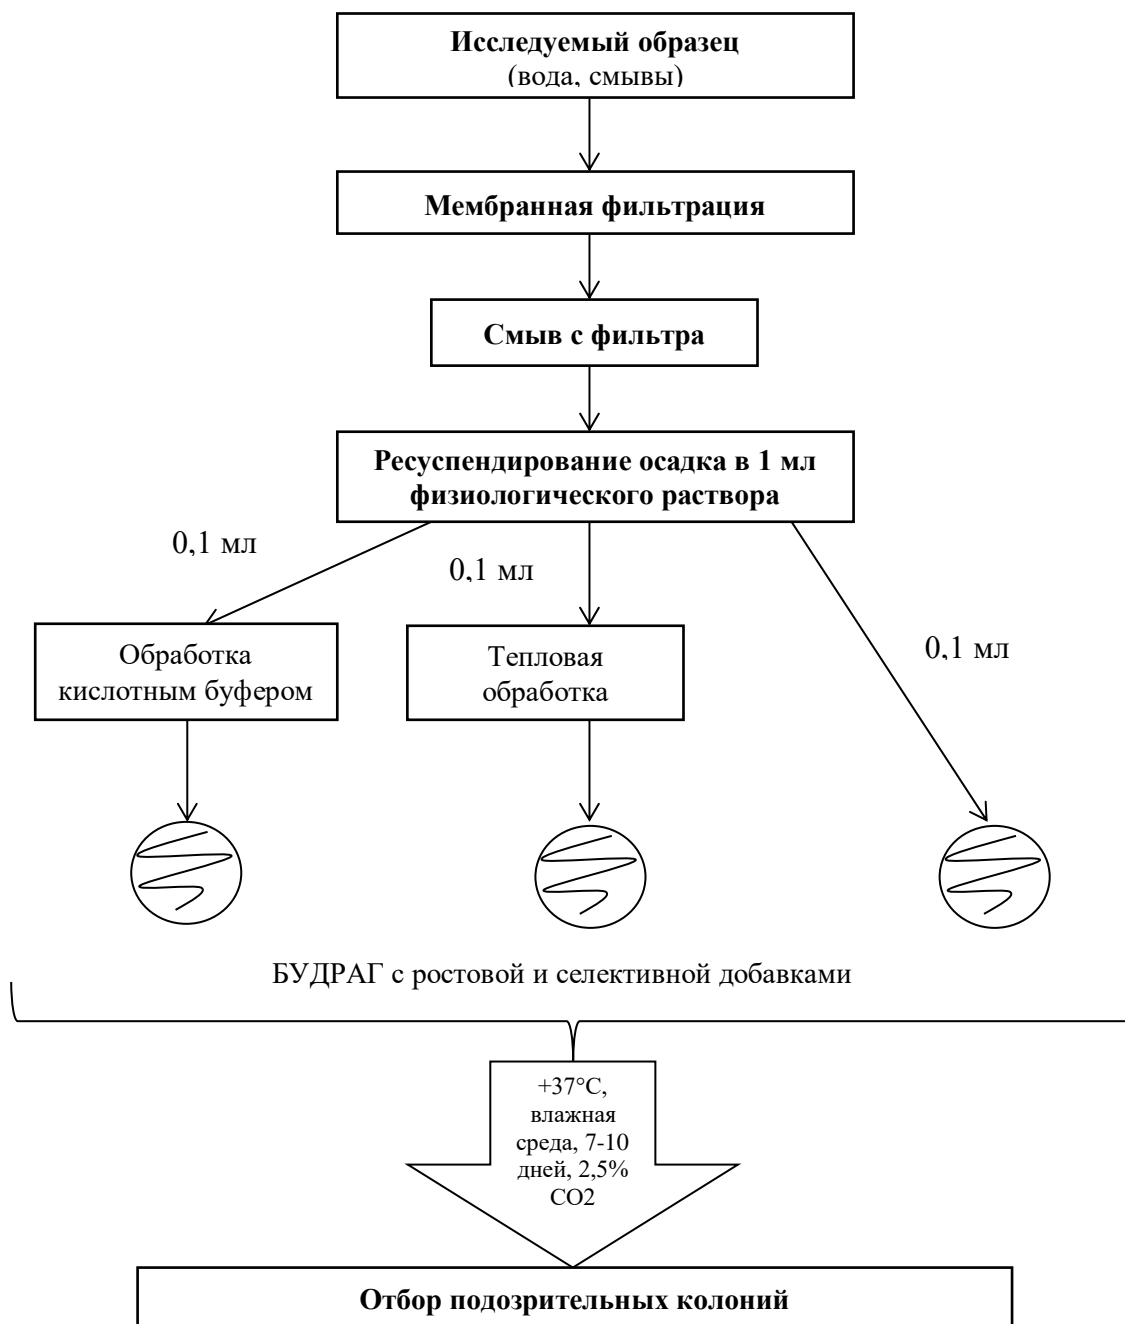 Исследуемый образец
(вода, смывы)
Мембранная фильтрация
Смыв с фильтра
Ресуспендирование осадка в 1 мл
физиологического раствора
0,1 мл
0,1 мл
0,1 мл
Обработка
кислотным буфером
Тепловая
обработка
БУДРАГ с ростовой и селективной добавками
+37°С,
влажная
среда, 7-10
дней, 2,5%
СО2
Отбор подозрительных колоний